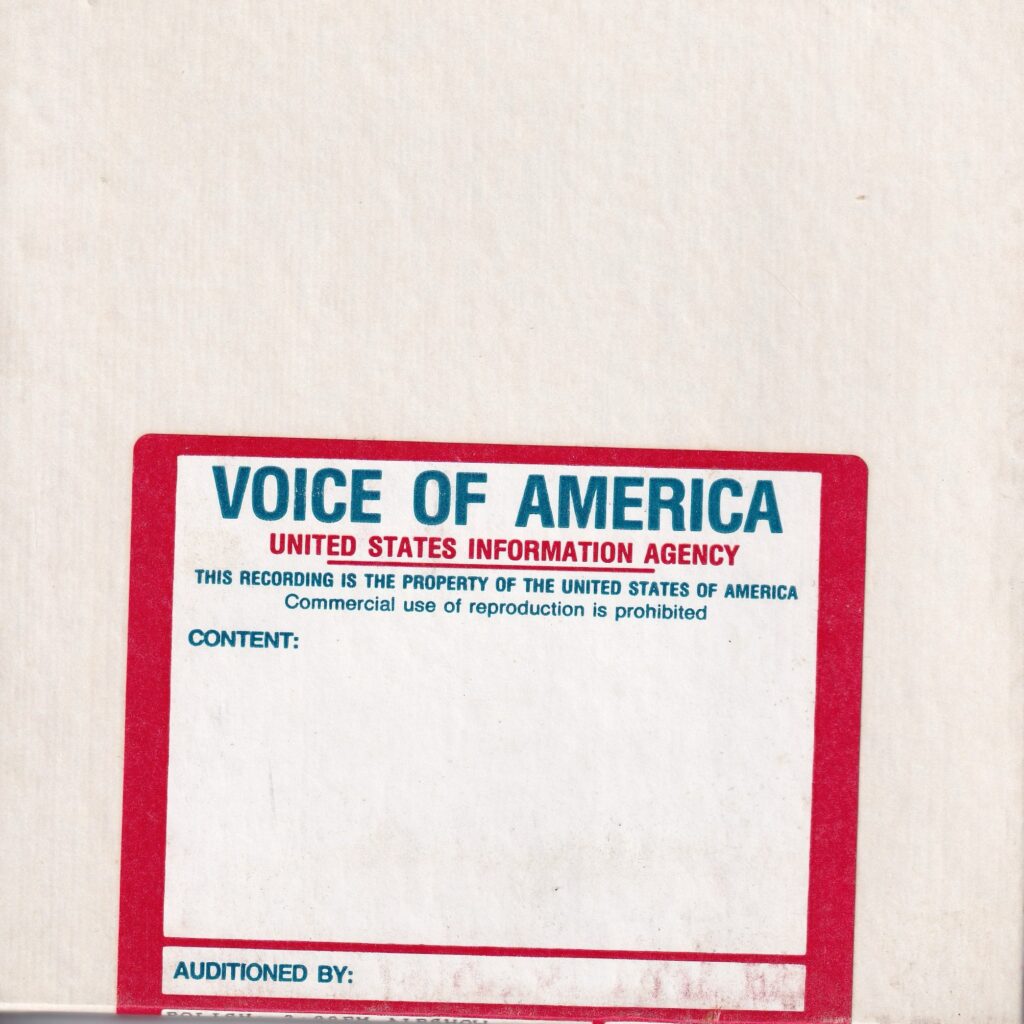 VOICE OF AMERICA
UNITED STATES INFORMATION AGENCY
THIS RECORDING IS THE PROPERTY OF THE UNITED STATES OF AMERICA
Commercial use of reproduction is prohibited
CONTENT:
AUDITIONED BY: